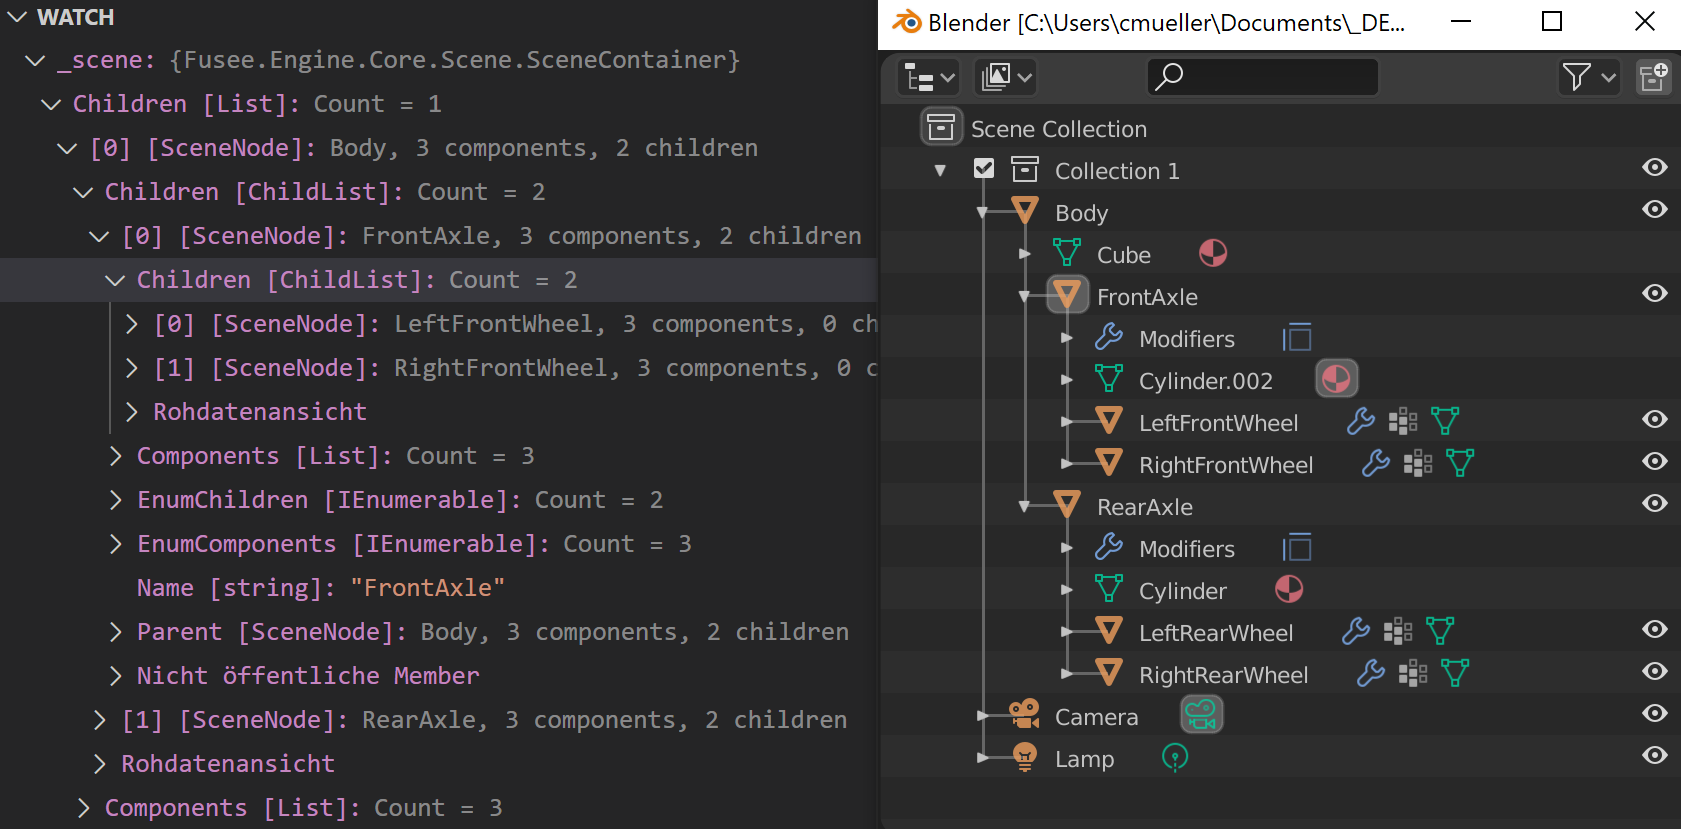 WATCH
_scene: {Fusee.Engine.Core.Scene.SceneContainer}
Children [List]: Count = 1
[0] [SceneNode]: Body, 3 components, 2 children
Children [ChildList]: Count = 2
[0] [SceneNode]: FrontAxle, 3 components, 2 children
Children [ChildList]: Count = 2
[0] [SceneNode]: LeftFrontWheel, 3 components, 0 ch
[1] [SceneNode]: RightFrontWheel, 3 components, 0 c
Rohdatenansicht
Components [List]: Count = 3
EnumChildren [IEnumerable]: Count = 2
EnumComponents [IEnumerable]: Count = 3
Name [string]: "FrontAxle"
Parent [SceneNode]: Body, 3 components, 2 children
Nicht öffentliche Member
[1] [SceneNode]: RearAxle, 3 components, 2 children
Rohdatenansicht
Components [List]: Count = 3
Blender [C:\Users\cmueller\Documents\_DE...
Scene Collection
Collection 1
Body
Cube
FrontAxle
Modifiers
Cylinder.002
LeftFrontWheel
RightFrontWheel
RearAxle
Modifiers
Cylinder
LeftRearWheel
RightRearWheel
Camera
Lamp